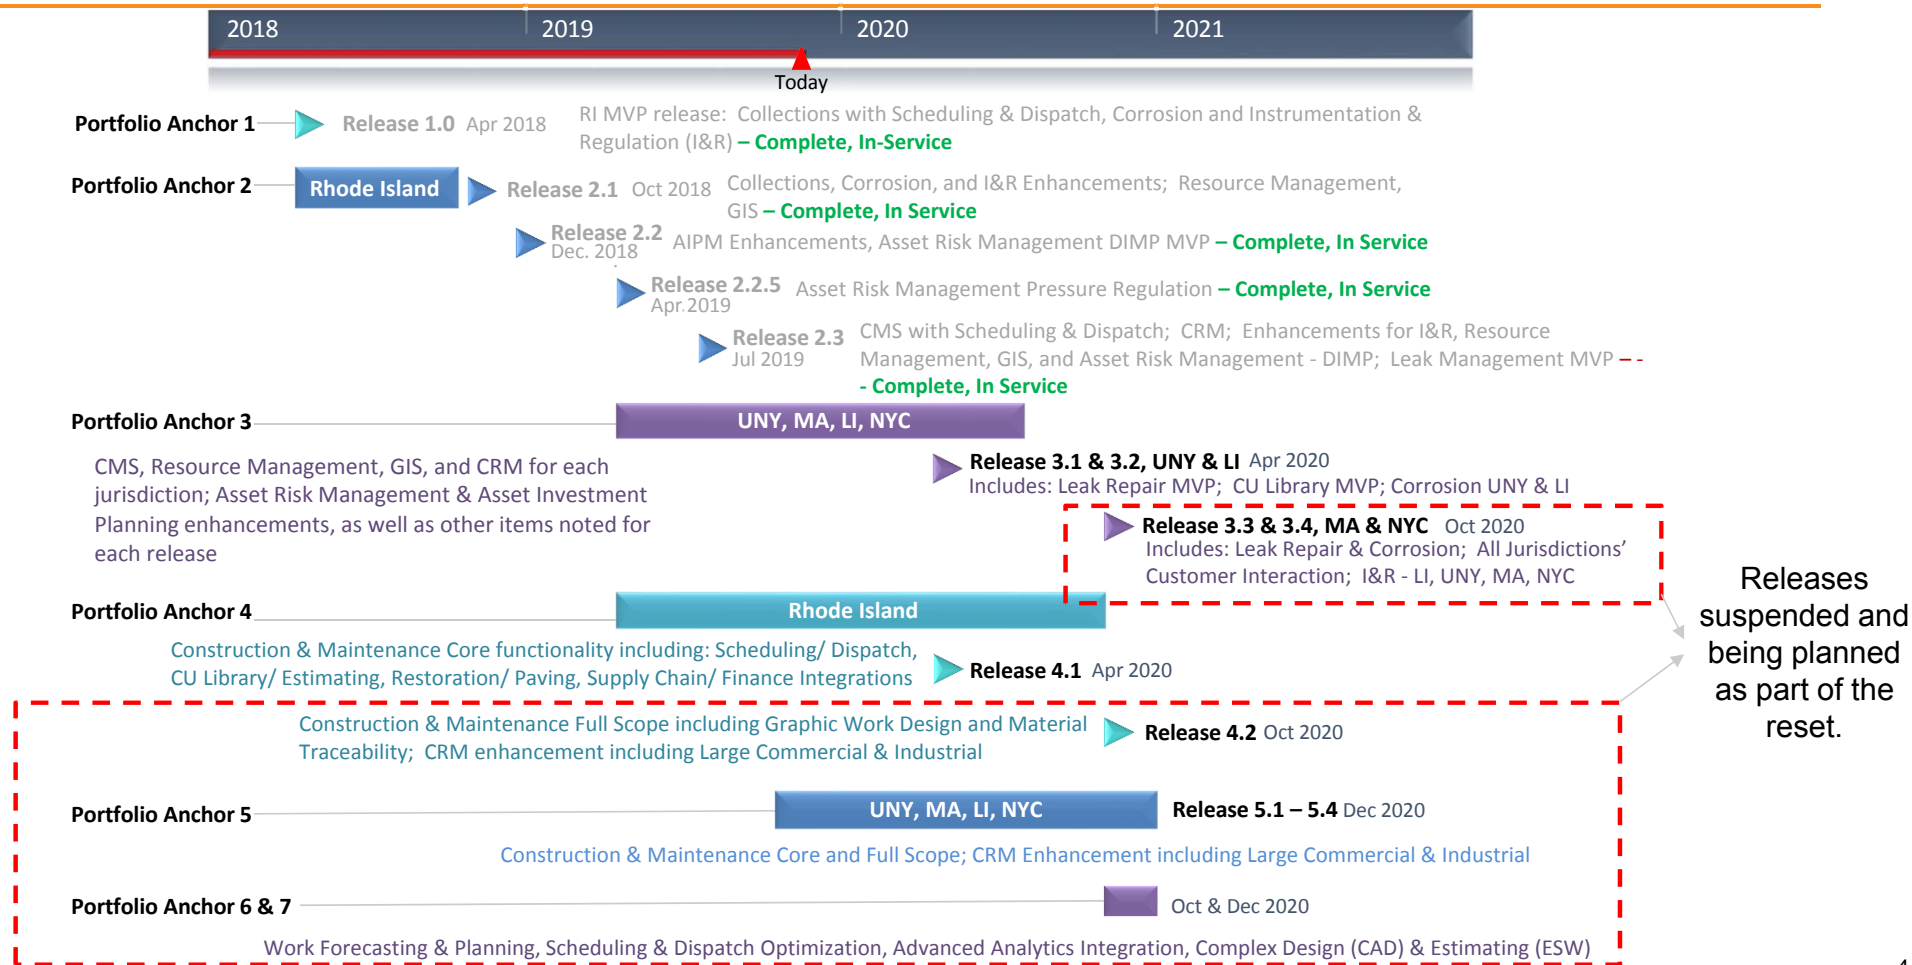 2018 2019 2020 2021
Today
Portfolio Anchor 1
Release 1.0 Apr 2018
RI MVP release: Collections with Scheduling & Dispatch, Corrosion and Instrumentation &
Regulation (I&R) – Complete, In-Service
Portfolio Anchor 2
Rhode Island
Release 2.1 Oct 2018
Collections, Corrosion, and I&R Enhancements; Resource Management,
GIS – Complete, In Service
Release 2.2
Dec. 2018
AIPM Enhancements, Asset Risk Management DIMP MVP – Complete, In Service
Release 2.2.5
Apr.2019
Asset Risk Management Pressure Regulation – Complete, In Service
Release 2.3
Jul 2019
CMS with Scheduling & Dispatch; CRM; Enhancements for I&R, Resource
Management, GIS, and Asset Risk Management - DIMP; Leak Management MVP – -
- Complete, In Service
Portfolio Anchor 3
UNY, MA, LI, NYC
CMS, Resource Management, GIS, and CRM for each
jurisdiction; Asset Risk Management & Asset Investment
Planning enhancements, as well as other items noted for
each release
Release 3.1 & 3.2, UNY & LI Apr 2020
Includes: Leak Repair MVP; CU Library MVP; Corrosion UNY & LI
Release 3.3 & 3.4, MA & NYC Oct 2020
Includes: Leak Repair & Corrosion; All Jurisdictions’
Customer Interaction; I&R - LI, UNY, MA, NYC
Releases
suspended and
being planned
as part of the
reset.
Portfolio Anchor 4
Rhode Island
Construction & Maintenance Core functionality including: Scheduling/ Dispatch,
CU Library/ Estimating, Restoration/ Paving, Supply Chain/ Finance Integrations
Release 4.1 Apr 2020
Construction & Maintenance Full Scope including Graphic Work Design and Material
Traceability; CRM enhancement including Large Commercial & Industrial
Release 4.2 Oct 2020
Portfolio Anchor 5
UNY, MA, LI, NYC
Release 5.1 – 5.4 Dec 2020
Construction & Maintenance Core and Full Scope; CRM Enhancement including Large Commercial & Industrial
Portfolio Anchor 6 & 7
Oct & Dec 2020
Work Forecasting & Planning, Scheduling & Dispatch Optimization, Advanced Analytics Integration, Complex Design (CAD) & Estimating (ESW)